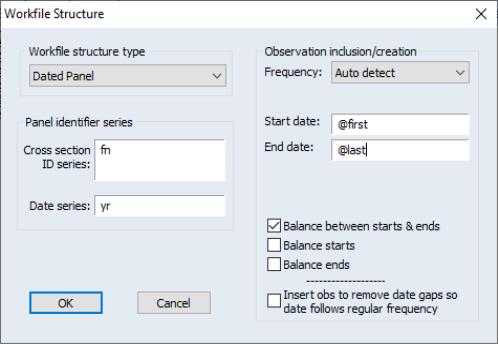 Workfile Structure
Workfile structure type
Dated Panel
Panel identifier series
Cross section
ID series:
fn
Date series:
yr
OK
Cancel
Observation inclusion/creation
Frequency:
Auto detect
Start date:
@first
End date:
@last
Balance between starts & ends
Balance starts
Balance ends
-------------------
Insert obs to remove date gaps so
date follows regular frequency